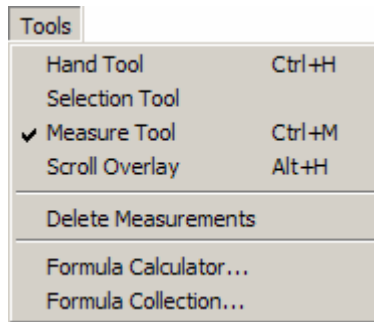 Tools
Hand Tool Ctrl+H
Selection Tool
✓ Measure Tool Ctrl+M
Scroll Overlay Alt+H
Delete Measurements
Formula Calculator...
Formula Collection...